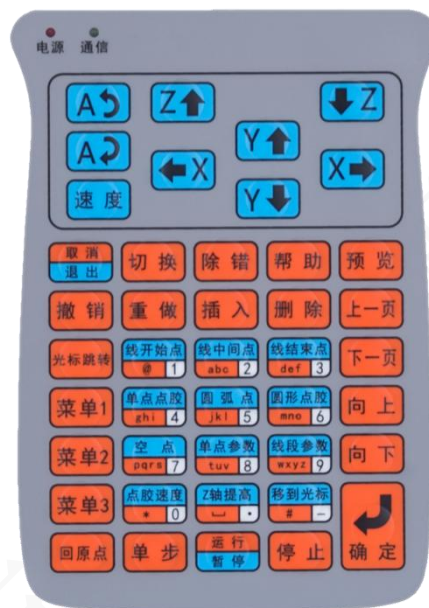 电源 通信
A Z Z
A Y
X X
速度 Y
取消 切换 除错 帮助 预览
退出
撤销 重做 插入 删除 上一页
光标跳转 线开始点 线中间点 线结束点 下一页
@ 1 abc 2 def 3
菜单1 单点点胶 圆弧点 圆形点胶 向上
ghi 4 jkl 5 mno 6
菜单2 空点 单点参数 线段参数 向下
pqrs 7 tuv 8 wxyz 9
菜单3 点胶速度 Z轴提高 移到光标
* 0 ⌴ · # —
回原点 单步 运行 停止 确定
暂停